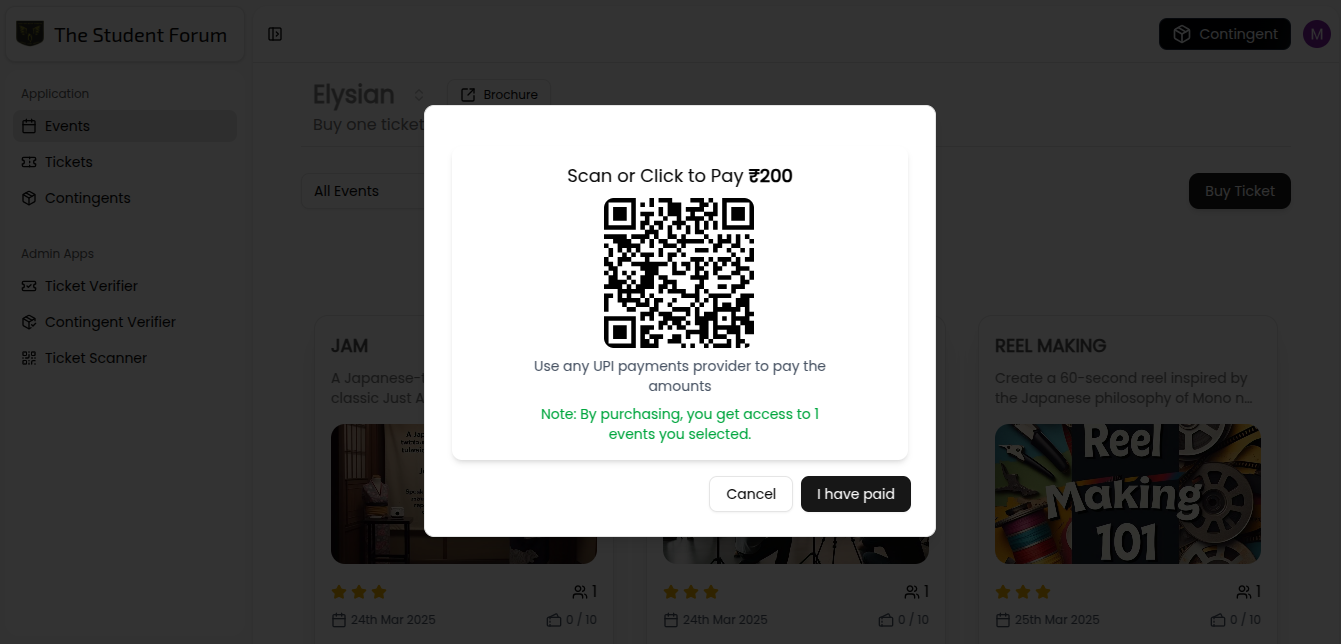 The Student Forum
Contingent
M
Application
Events
Tickets
Contingents
Admin Apps
Ticket Verifier
Contingent Verifier
Ticket Scanner
Elysian
Brochure
Buy one ticket
All Events
Buy Ticket
Scan or Click to Pay ₹200
Use any UPI payments provider to pay the
amounts
Note: By purchasing, you get access to 1
events you selected.
Cancel
I have paid
JAM
A Japanese-
classic Just A
1
24th Mar 2025
0 / 10
1
24th Mar 2025
0 / 10
REEL MAKING
Create a 60-second reel inspired by
the Japanese philosophy of Mono n...
Reel
Making
101
1
25th Mar 2025
0 / 10